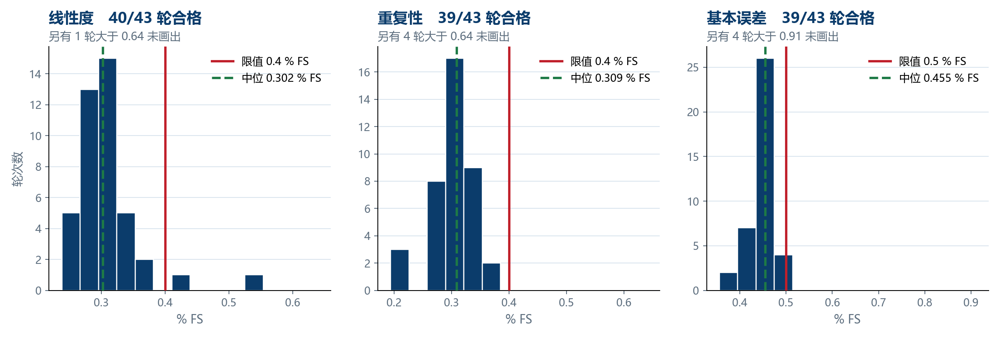 线性度 40/43 轮合格
另有 1 轮大于 0.64 未画出
限值 0.4 % FS
中位 0.302 % FS
轮次数
14
12
10
8
6
4
2
0
0.3 0.4 0.5 0.6
% FS
重复性 39/43 轮合格
另有 4 轮大于 0.64 未画出
限值 0.4 % FS
中位 0.309 % FS
16
14
12
10
8
6
4
2
0
0.2 0.3 0.4 0.5 0.6
% FS
基本误差 39/43 轮合格
另有 4 轮大于 0.91 未画出
限值 0.5 % FS
中位 0.455 % FS
25
20
15
10
5
0
0.4 0.5 0.6 0.7 0.8 0.9
% FS